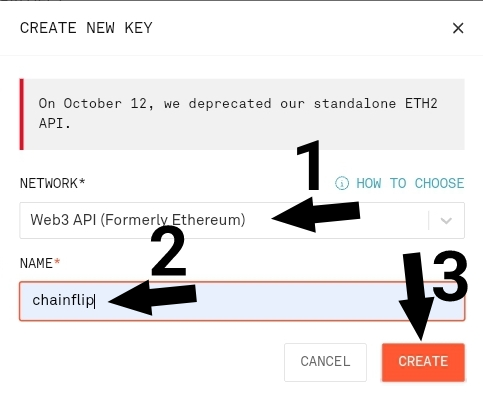 CREATE NEW KEY
On October 12, we deprecated our standalone ETH2
API.
1
NETWORK*
HOW TO CHOOSE
Web3 API (Formerly Ethereum)
2
NAME*
3
chainflip
CANCEL
CREATE